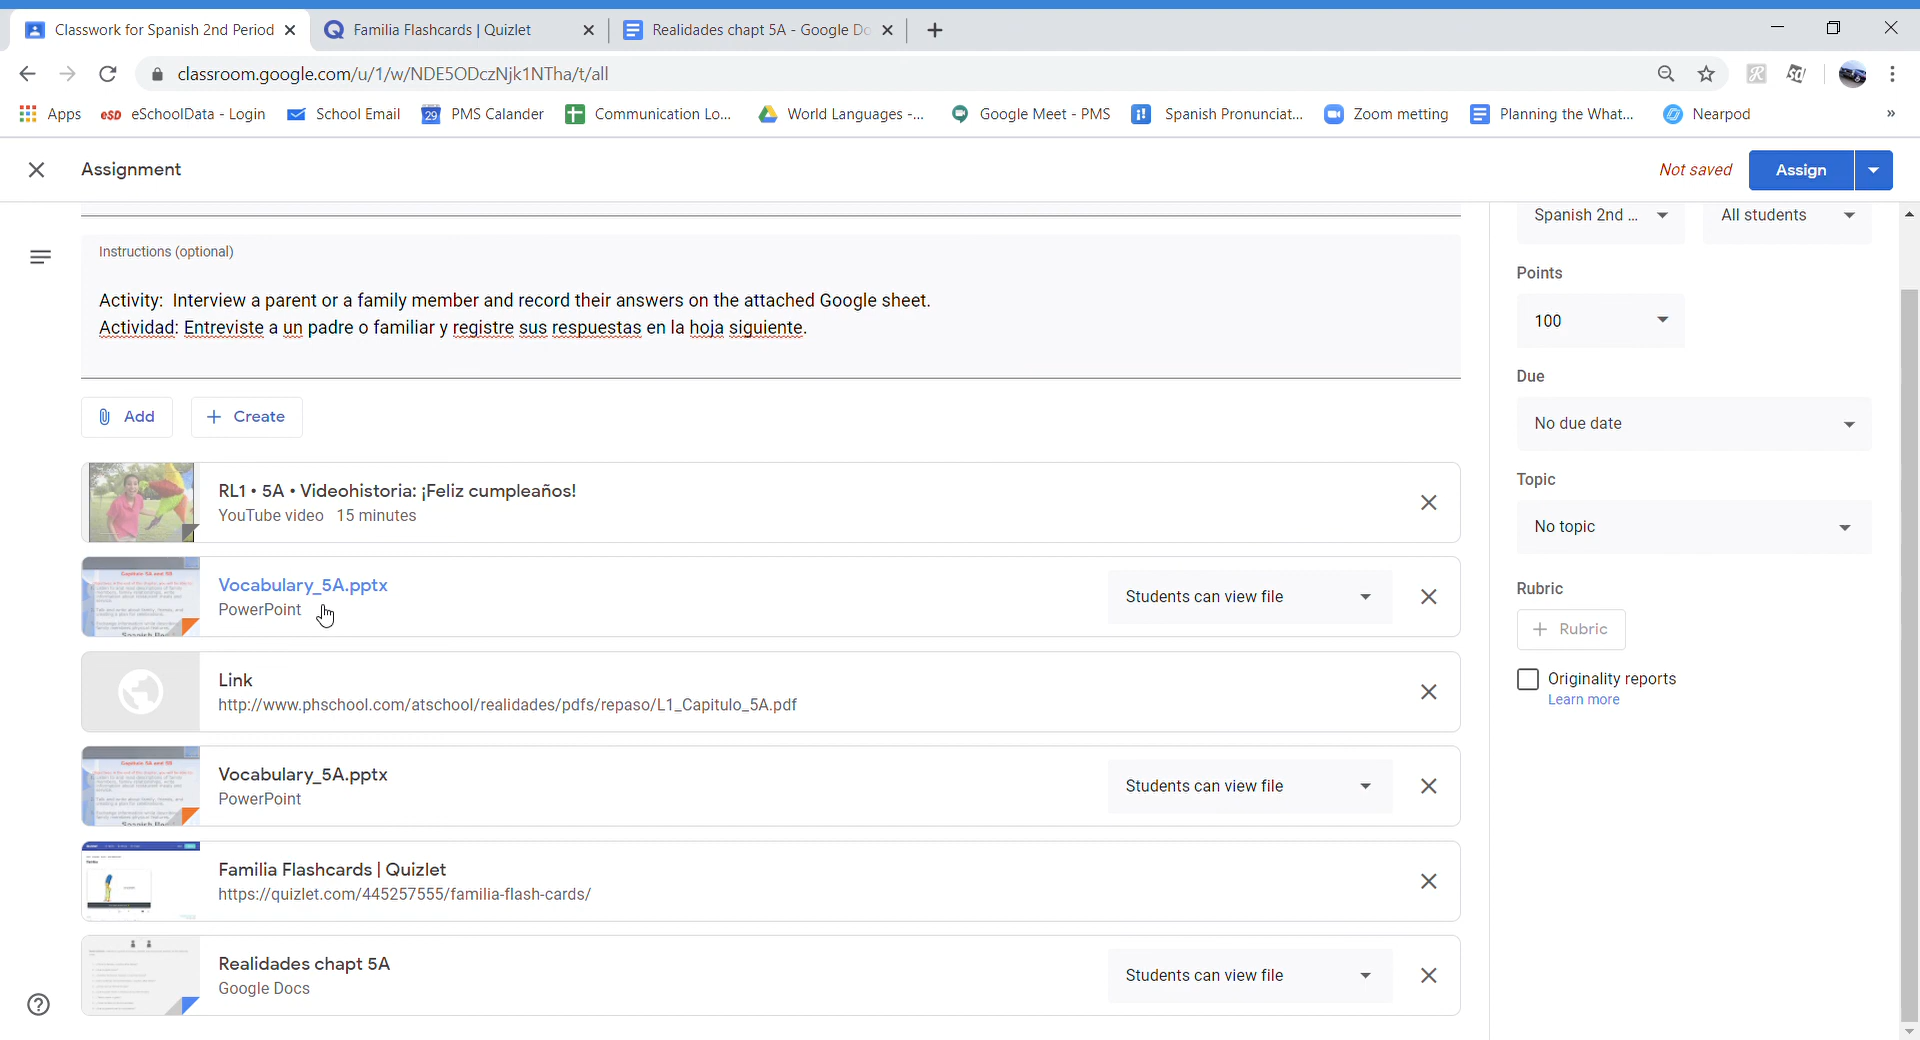 Classwork for Spanish 2nd Period
Familia Flashcards | Quizlet
Realidades chapt 5A - Google Do
classroom.google.com/u/1/w/NDE5ODczNjk1NTha/t/all
Apps
esD eSchoolData - Login
School Email
29 PMS Calander
Communication Lo...
World Languages -...
Google Meet - PMS
Spanish Pronunciat...
Zoom metting
Planning the What...
Nearpod
»
Assignment
Not saved
Assign
Instructions (optional)
Activity:  Interview a parent or a family member and record their answers on the attached Google sheet.
Actividad: Entreviste a un padre o familiar y registre sus respuestas en la hoja siguiente.
Add
Create
RL1 • 5A • Videohistoria: ¡Feliz cumpleaños!
YouTube video 15 minutes
Vocabulary_5A.pptx
PowerPoint
Students can view file
Link
http://www.phschool.com/atschool/realidades/pdfs/repaso/L1_Capitulo_5A.pdf
Vocabulary_5A.pptx
PowerPoint
Students can view file
Familia Flashcards | Quizlet
https://quizlet.com/445257555/familia-flash-cards/
Realidades chapt 5A
Google Docs
Students can view file
Spanish 2nd ...
All students
Points
100
Due
No due date
Topic
No topic
Rubric
Rubric
Originality reports
Learn more